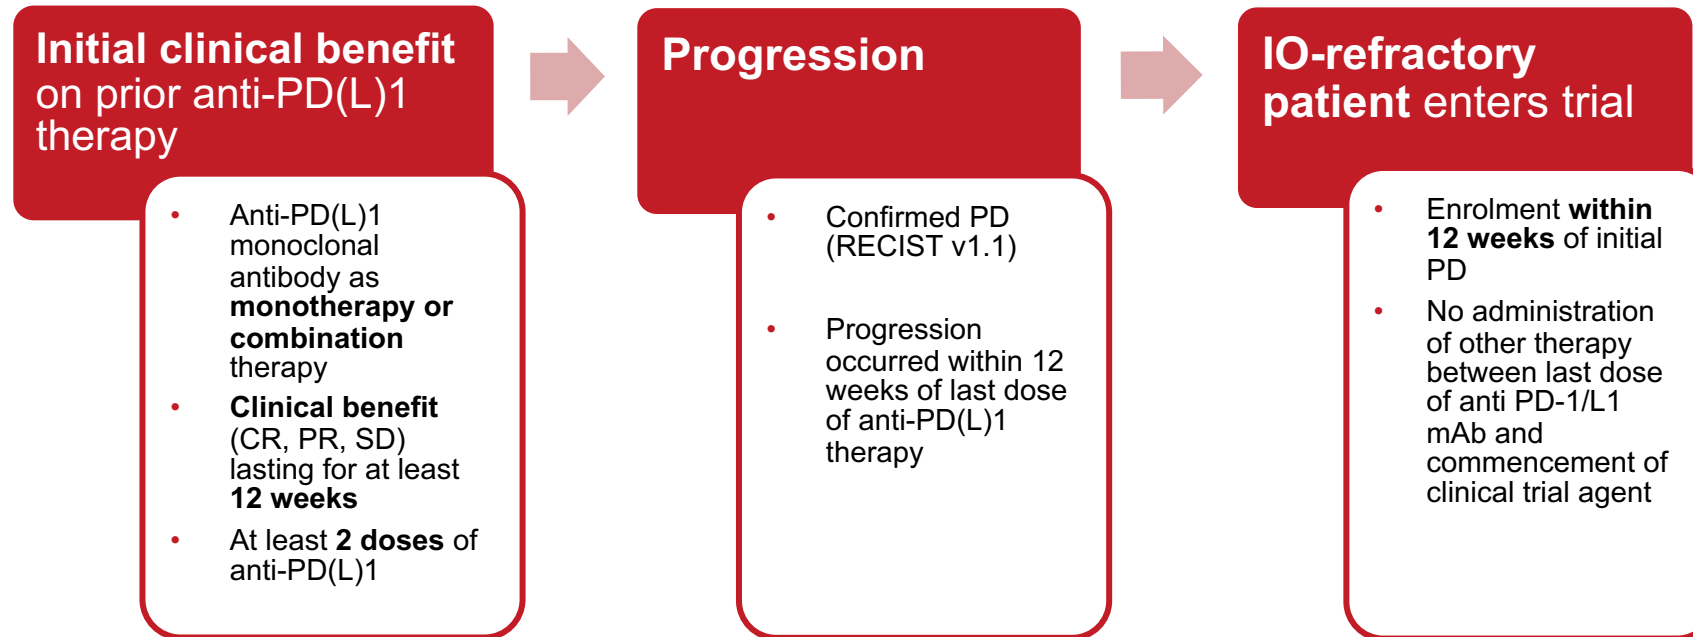 Initial clinical benefit
on prior anti-PD(L)1
therapy
• Anti-PD(L)1
monoclonal
antibody as
monotherapy or
combination
therapy
• Clinical benefit
(CR, PR, SD)
lasting for at least
12 weeks
• At least 2 doses of
anti-PD(L)1
Progression
• Confirmed PD
(RECIST v1.1)
• Progression
occurred within 12
weeks of last dose
of anti-PD(L)1
therapy
IO-refractory
patient enters trial
• Enrolment within
12 weeks of initial
PD
• No administration
of other therapy
between last dose
of anti PD-1/L1
mAb and
commencement of
clinical trial agent